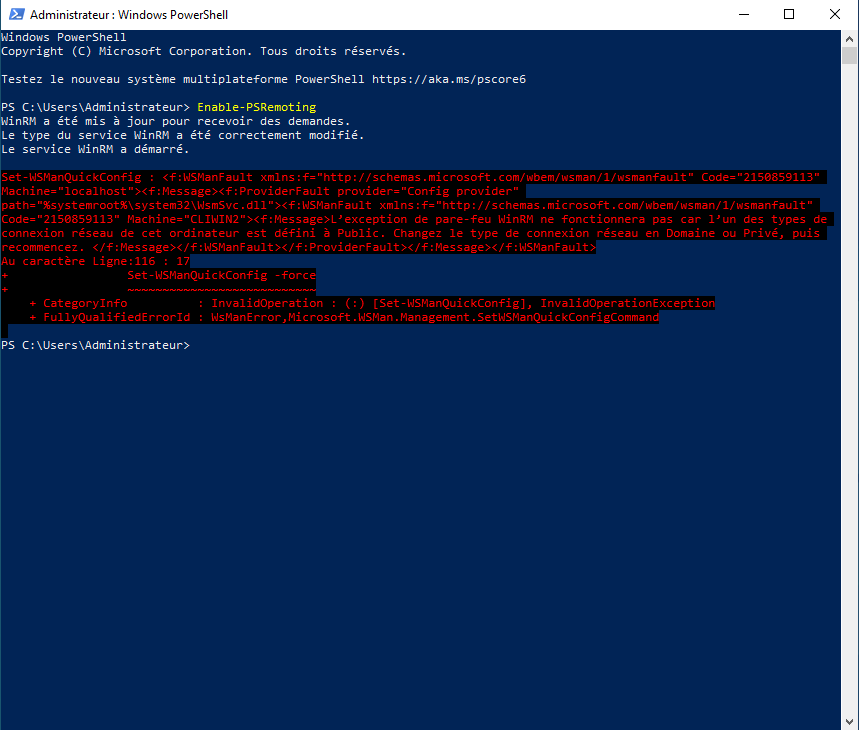 Administrateur : Windows PowerShell
Windows PowerShell
Copyright (C) Microsoft Corporation. Tous droits réservés.
Testez le nouveau système multiplateforme PowerShell https://aka.ms/pscore6
PS C:\Users\Administrateur> Enable-PSRemoting
WinRM a été mis à jour pour recevoir des demandes.
Le type du service WinRM a été correctement modifié.
Le service WinRM a démarré.
Set-WSManQuickConfig : <f:WSManFault xmlns:f="http://schemas.microsoft.com/wbem/wsman/1/wsmanfault" Code="2150859113"
Machine="localhost"><f:Message><f:ProviderFault provider="Config provider"
path="%systemroot%\system32\WsmSvc.dll"><f:WSManFault xmlns:f="http://schemas.microsoft.com/wbem/wsman/1/wsmanfault"
Code="2150859113" Machine="CLIWIN2"><f:Message>L’exception de pare-feu WinRM ne fonctionnera pas car l’un des types de
connexion réseau de cet ordinateur est défini à Public. Changez le type de connexion réseau en Domaine ou Privé, puis
recommencez. </f:Message></f:WSManFault></f:ProviderFault></f:Message></f:WSManFault>
Au caractère Ligne:116 : 17
+                 Set-WSManQuickConfig -force
+                 ~~~~~~~~~~~~~~~~~~~~~~~~~~~
    + CategoryInfo          : InvalidOperation : (:) [Set-WSManQuickConfig], InvalidOperationException
    + FullyQualifiedErrorId : WsManError,Microsoft.WSMan.Management.SetWSManQuickConfigCommand
PS C:\Users\Administrateur>